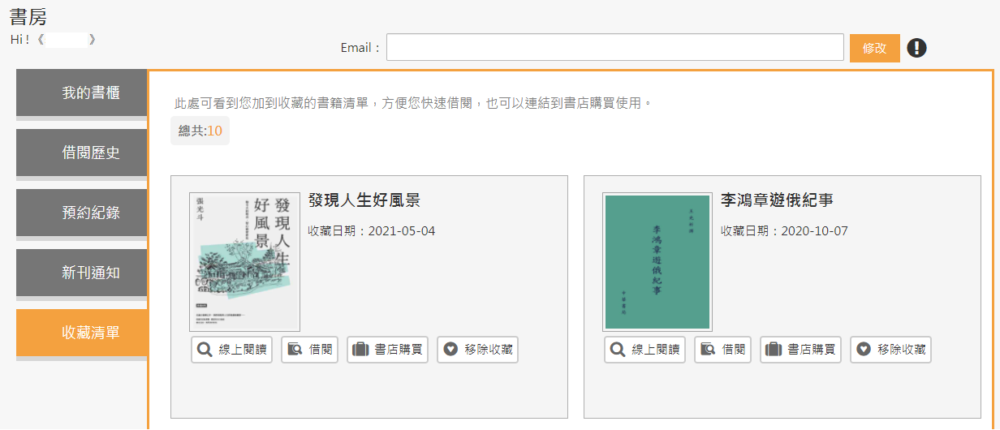 書房
Hi！《 》
Email：
修改
我的書櫃
借閱歷史
預約紀錄
新刊通知
收藏清單
此處可看到您加到收藏的書籍清單，方便您快速借閱，也可以連結到書店購買使用。
總共:10
發現人生
好風景
張光斗
發現人生好風景
收藏日期：2021-05-04
線上閱讀
借閱
書店購買
移除收藏
李鴻章遊俄紀事
中華書局
李鴻章遊俄紀事
收藏日期：2020-10-07
線上閱讀
借閱
書店購買
移除收藏